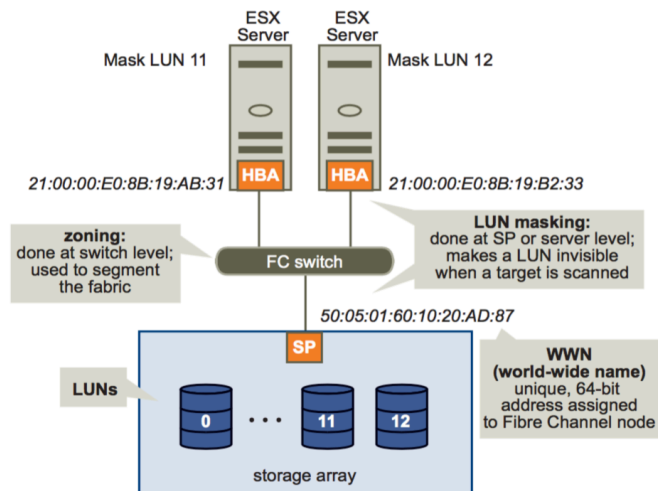 ESX
Server
ESX
Server
Mask LUN 11
Mask LUN 12
HBA
HBA
21:00:00:E0:8B:19:AB:31
21:00:00:E0:8B:19:B2:33
zoning:
done at switch level;
used to segment
the fabric
LUN masking:
done at SP or server level;
makes a LUN invisible
when a target is scanned
FC switch
50:05:01:60:10:20:AD:87
SP
WWN
(world-wide name)
unique, 64-bit
address assigned
to Fibre Channel node
LUNs
0
• • •
11
12
storage array